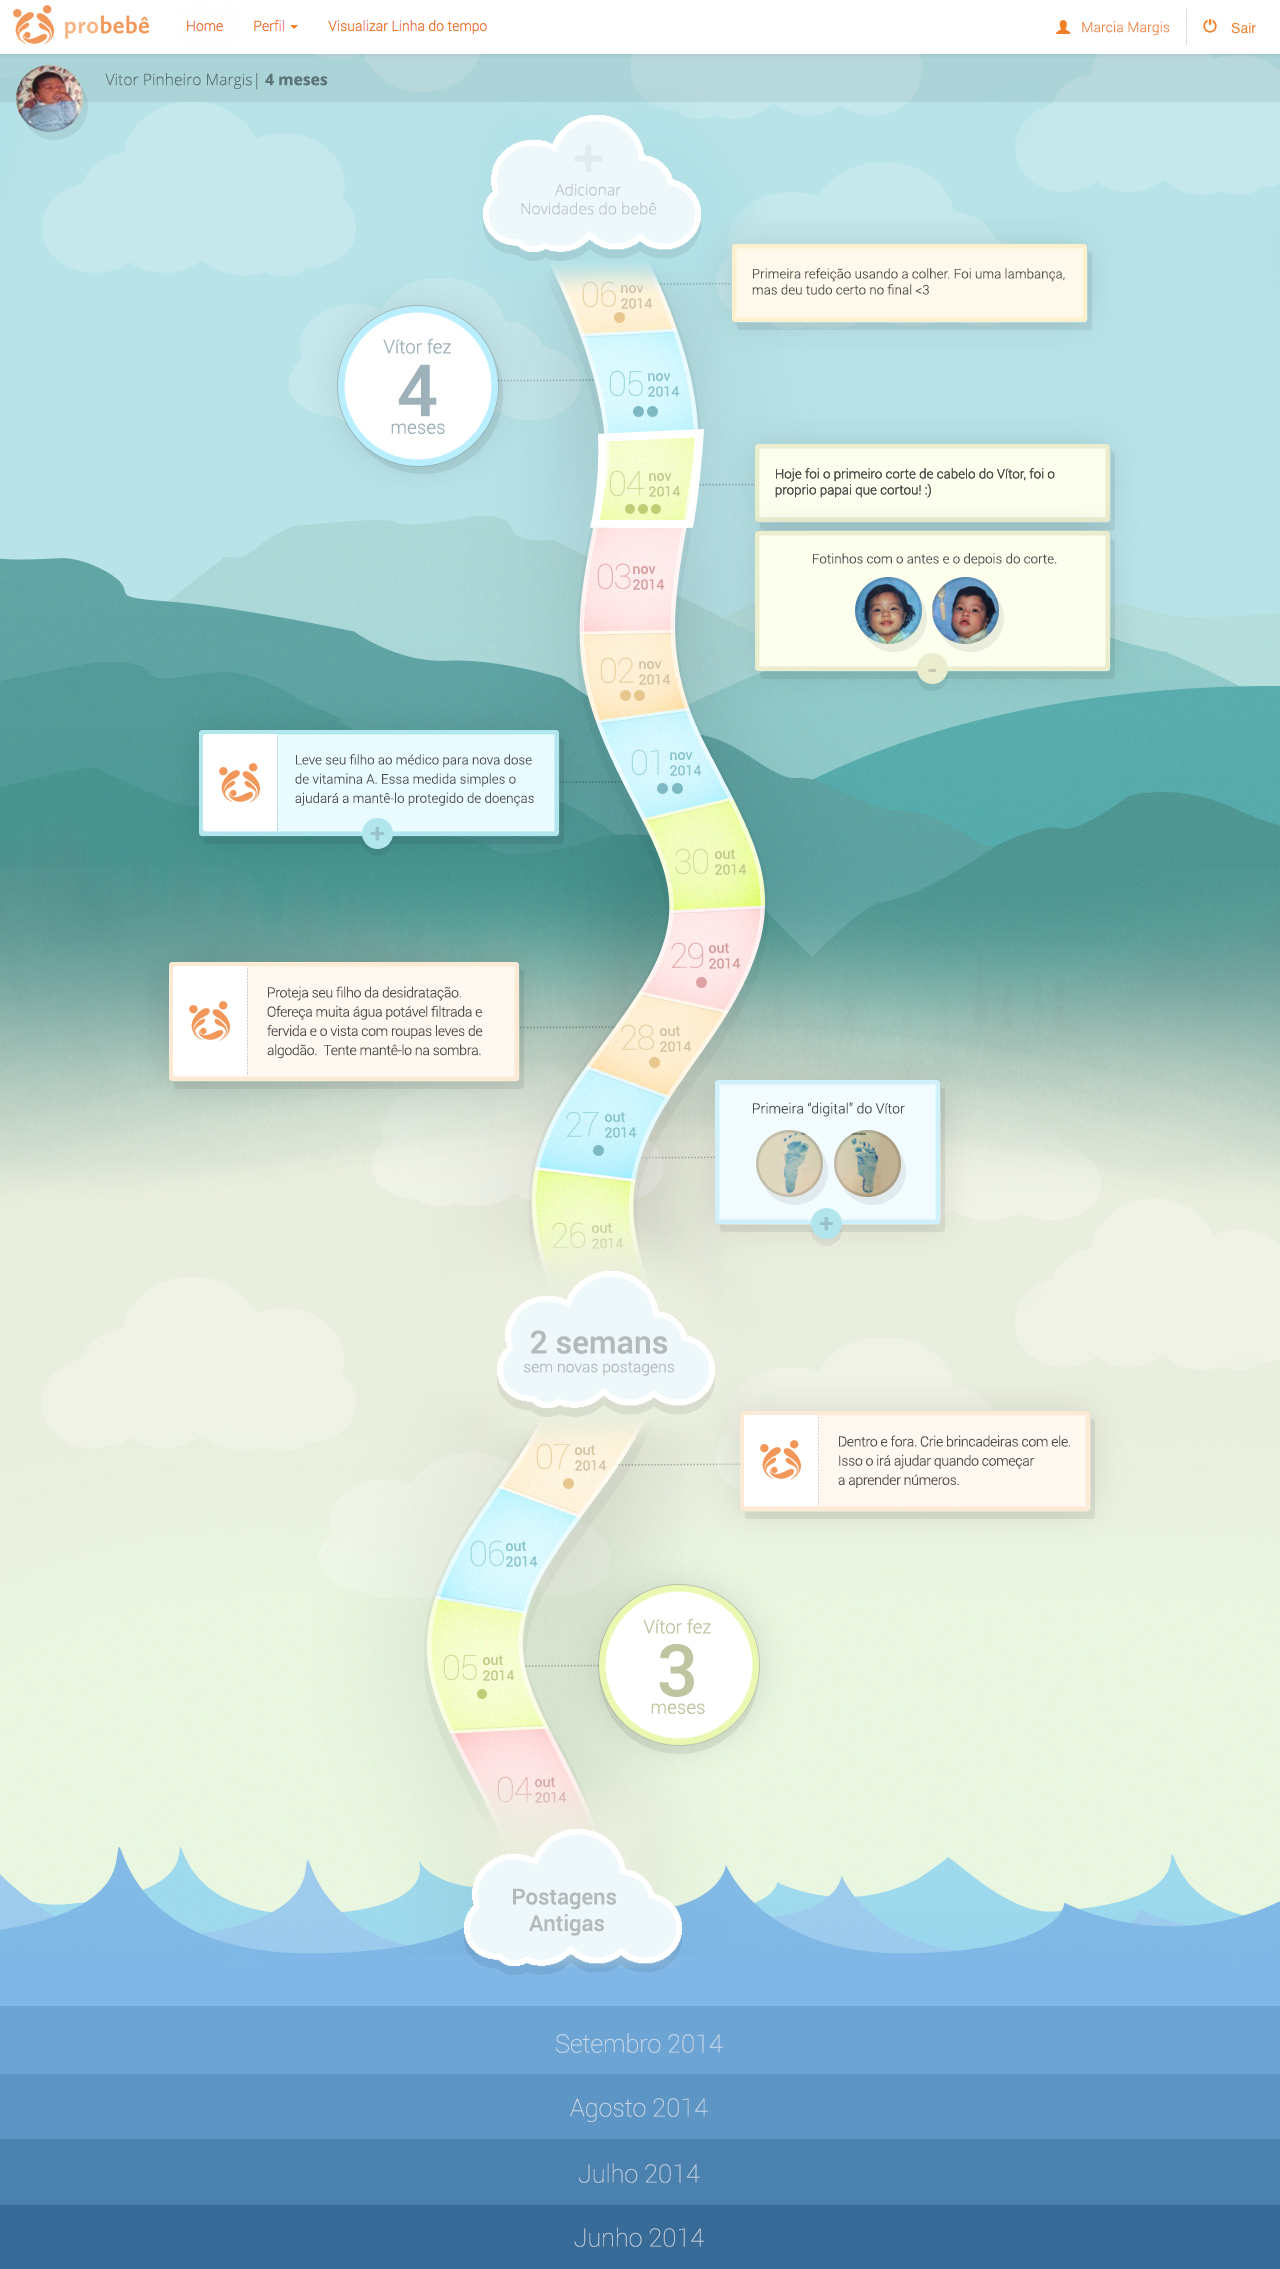 probebê
Home
Perfil
Visualizar Linha do tempo
Marcia Margis
Sair
Vitor Pinheiro Margis| 4 meses
+
Adicionar
Novidades do bebê
06 nov 2014
Primeira refeição usando a colher. Foi uma lambança,
mas deu tudo certo no final <3
Vítor fez
4
meses
05 nov 2014
04 nov 2014
Hoje foi o primeiro corte de cabelo do Vítor, foi o
proprio papai que cortou! :)
Fotinhos com o antes e o depois do corte.
-
03 nov 2014
02 nov 2014
01 nov 2014
Leve seu filho ao médico para nova dose
de vitamina A. Essa medida simples o
ajudará a mantê-lo protegido de doenças
+
30 out 2014
29 out 2014
Proteja seu filho da desidratação.
Ofereça muita água potável filtrada e
fervida e o vista com roupas leves de
algodão. Tente mantê-lo na sombra.
28 out 2014
27 out 2014
Primeira “digital” do Vítor
+
26 out 2014
2 semans
sem novas postagens
07 out 2014
Dentro e fora. Crie brincadeiras com ele.
Isso o irá ajudar quando começar
a aprender números.
06 out 2014
05 out 2014
Vítor fez
3
meses
04 out 2014
Postagens
Antigas
Setembro 2014
Agosto 2014
Julho 2014
Junho 2014